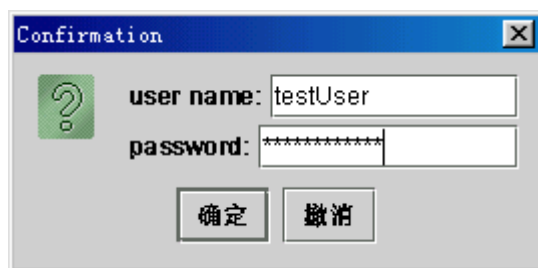 Confirmation
user name: testUser
password: ************
确定 撤消